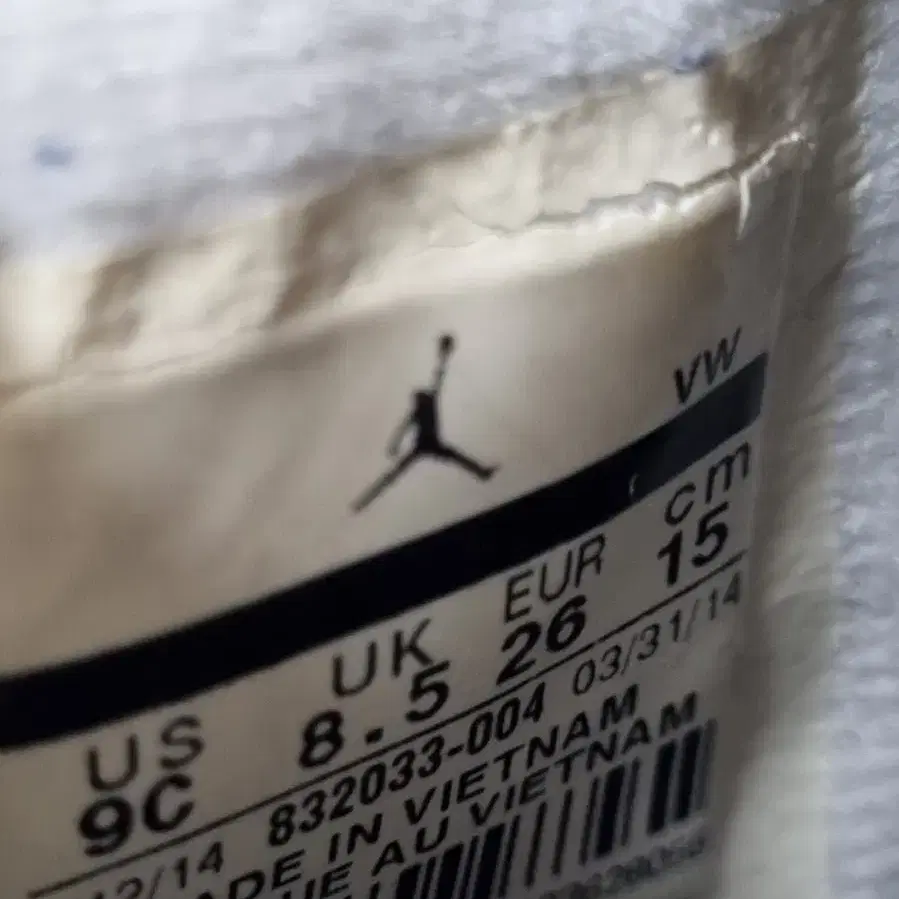 VW
US UK EUR cm
9C 8.5 26 15
832033-004 03/31/14
MADE IN VIETNAM
AU VIETNAM